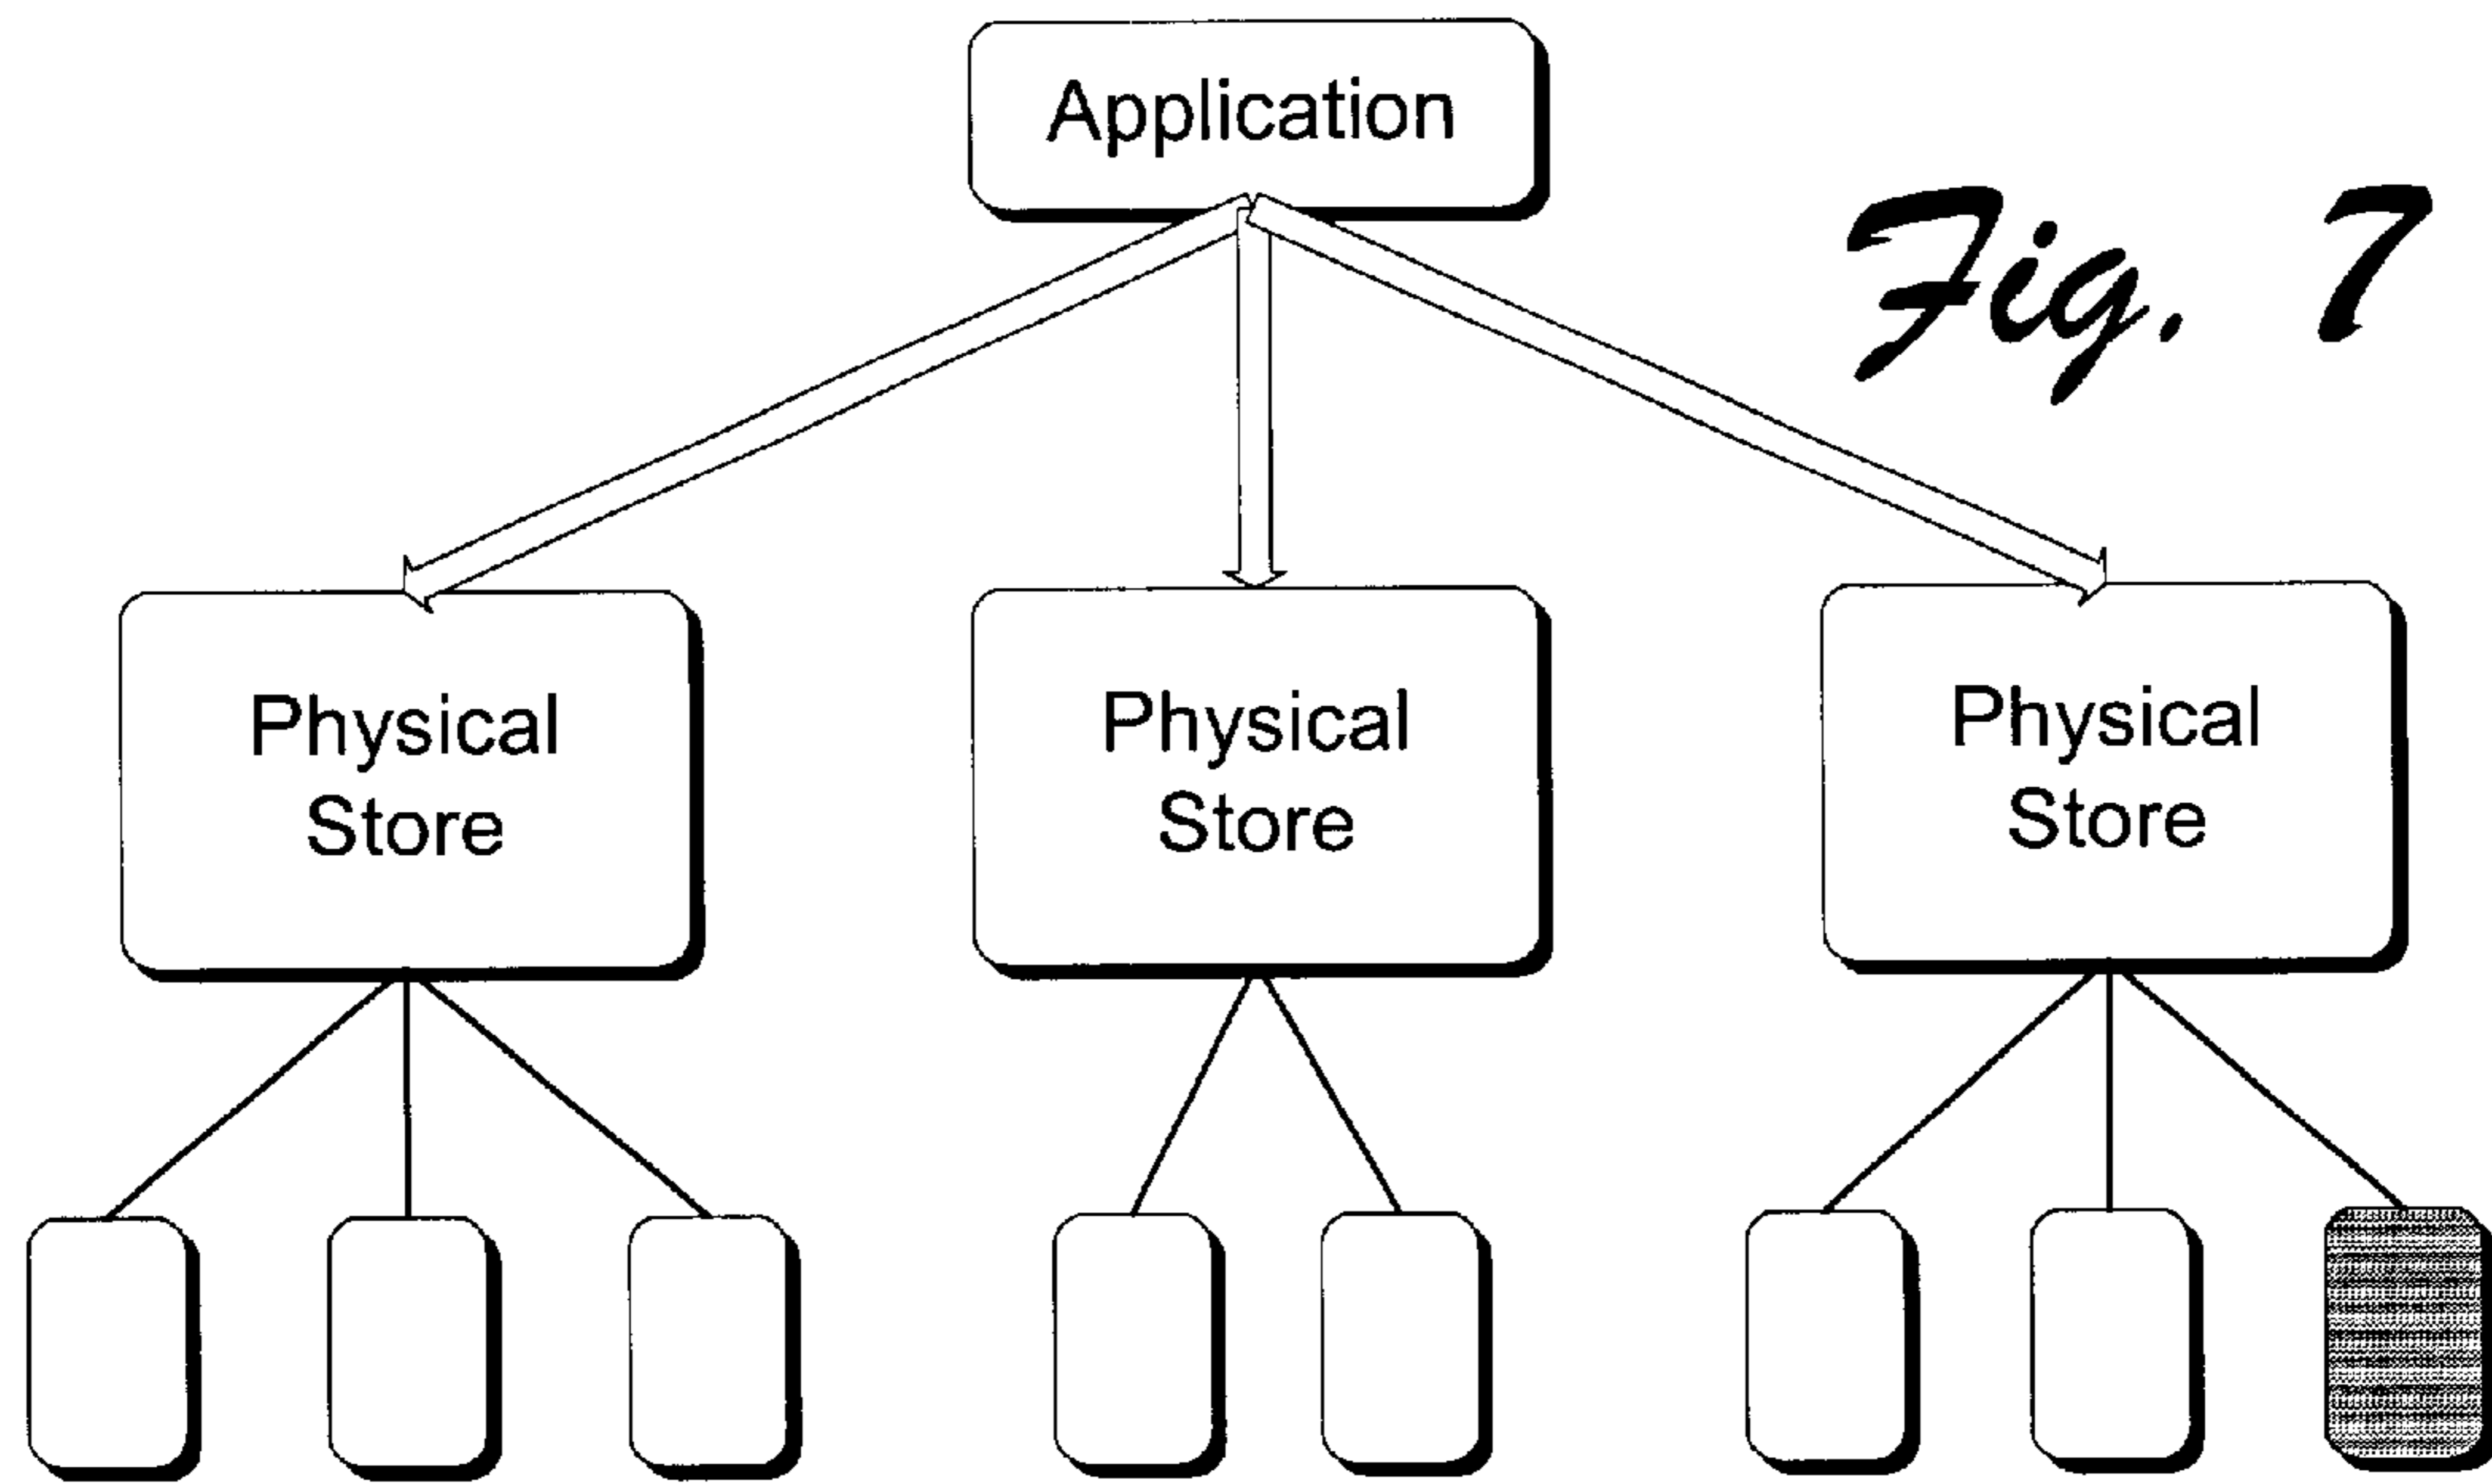 Application
Fig. 7
Physical
Store
Physical
Store
Physical
Store